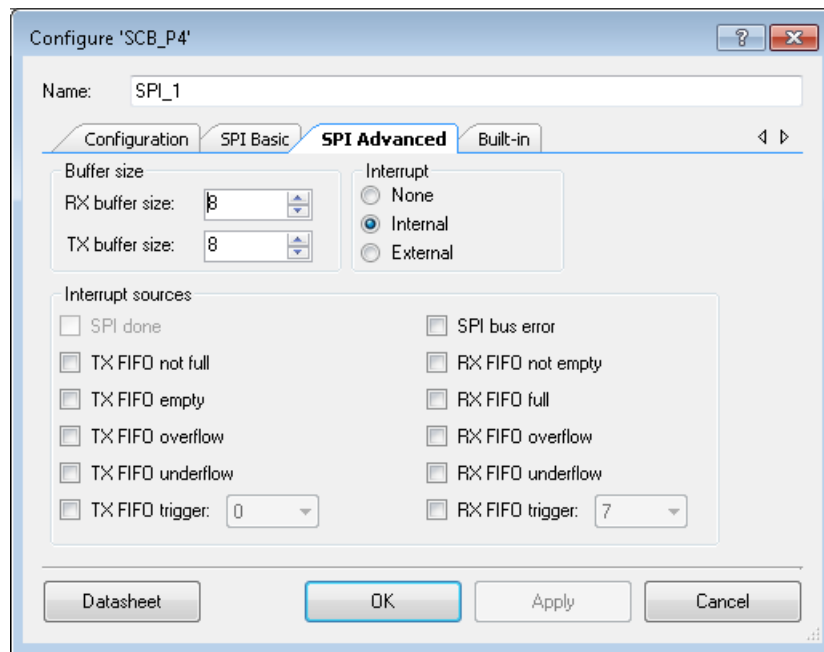 Configure 'SCB_P4'
Name: SPI_1
Configuration SPI Basic SPI Advanced Built-in
Buffer size
RX buffer size: 8
TX buffer size: 8
Interrupt
None
Internal
External
Interrupt sources
SPI done
TX FIFO not full
TX FIFO empty
TX FIFO overflow
TX FIFO underflow
TX FIFO trigger: 0
SPI bus error
RX FIFO not empty
RX FIFO full
RX FIFO overflow
RX FIFO underflow
RX FIFO trigger: 7
Datasheet OK Apply Cancel